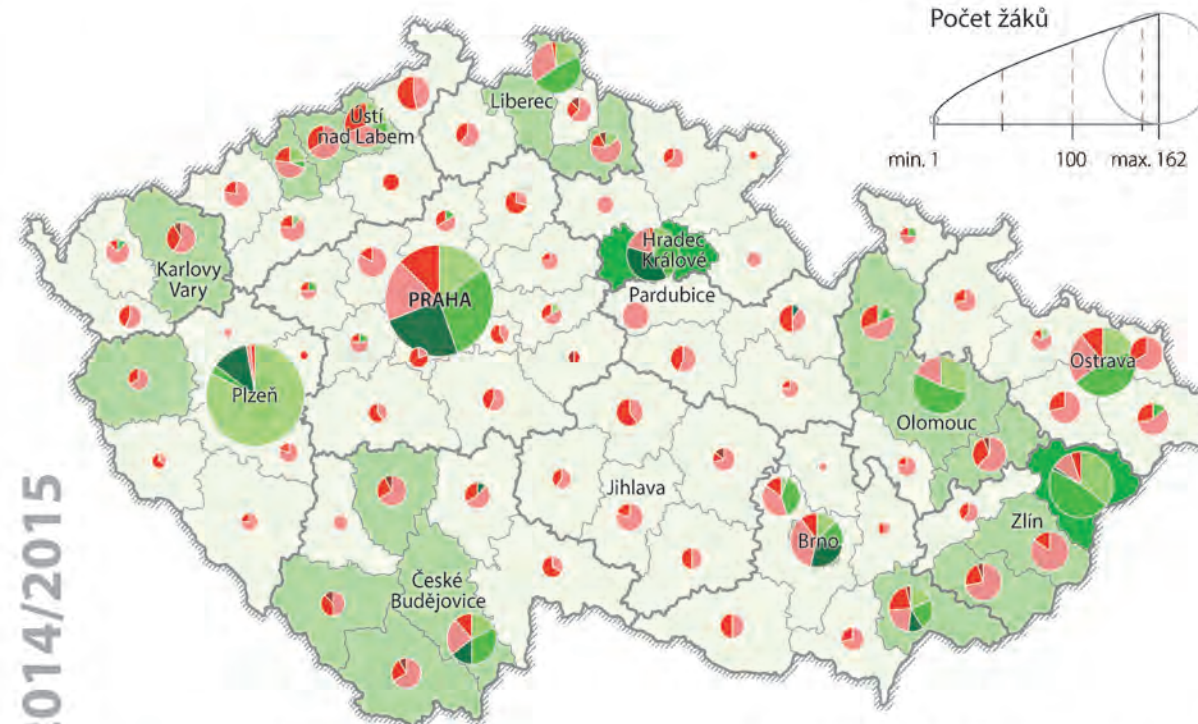 Počet žáků
min. 1
100
max. 162
Liberec
Ústí
nad Labem
Karlovy
Vary
PRAHA
Hradec
Králové
Pardubice
Plzeň
Ostrava
Olomouc
Jihlava
Zlín
Brno
České
Budějovice
2014/2015